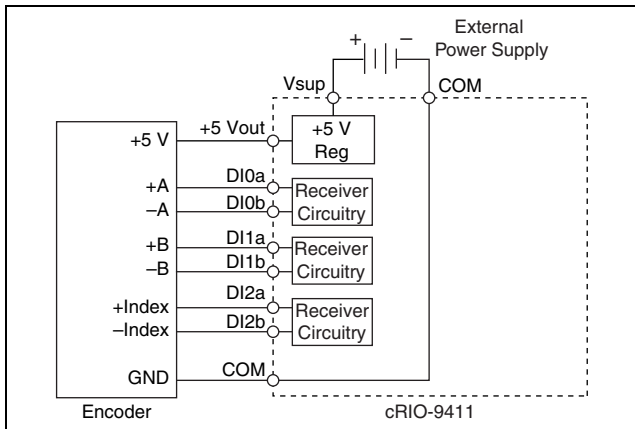 External
Power Supply
+ −
Vsup COM
+5 V +5 Vout +5 V
Reg
+A DI0a Receiver
−A DI0b Circuitry
+B DI1a Receiver
−B DI1b Circuitry
+Index DI2a Receiver
−Index DI2b Circuitry
GND COM
Encoder cRIO-9411